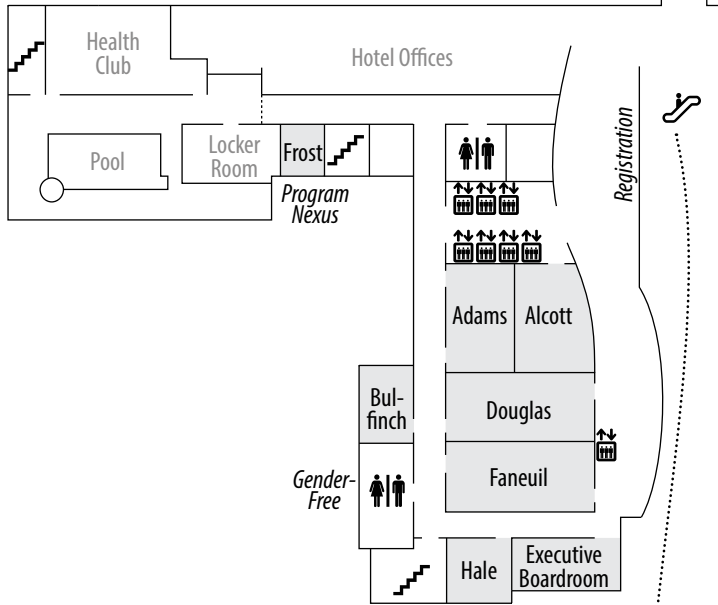 Health
Club
Hotel Offices
Pool
Locker
Room
Frost
Program
Nexus
Registration
Adams
Alcott
Bul-
finch
Douglas
Gender-
Free
Faneuil
Hale
Executive
Boardroom